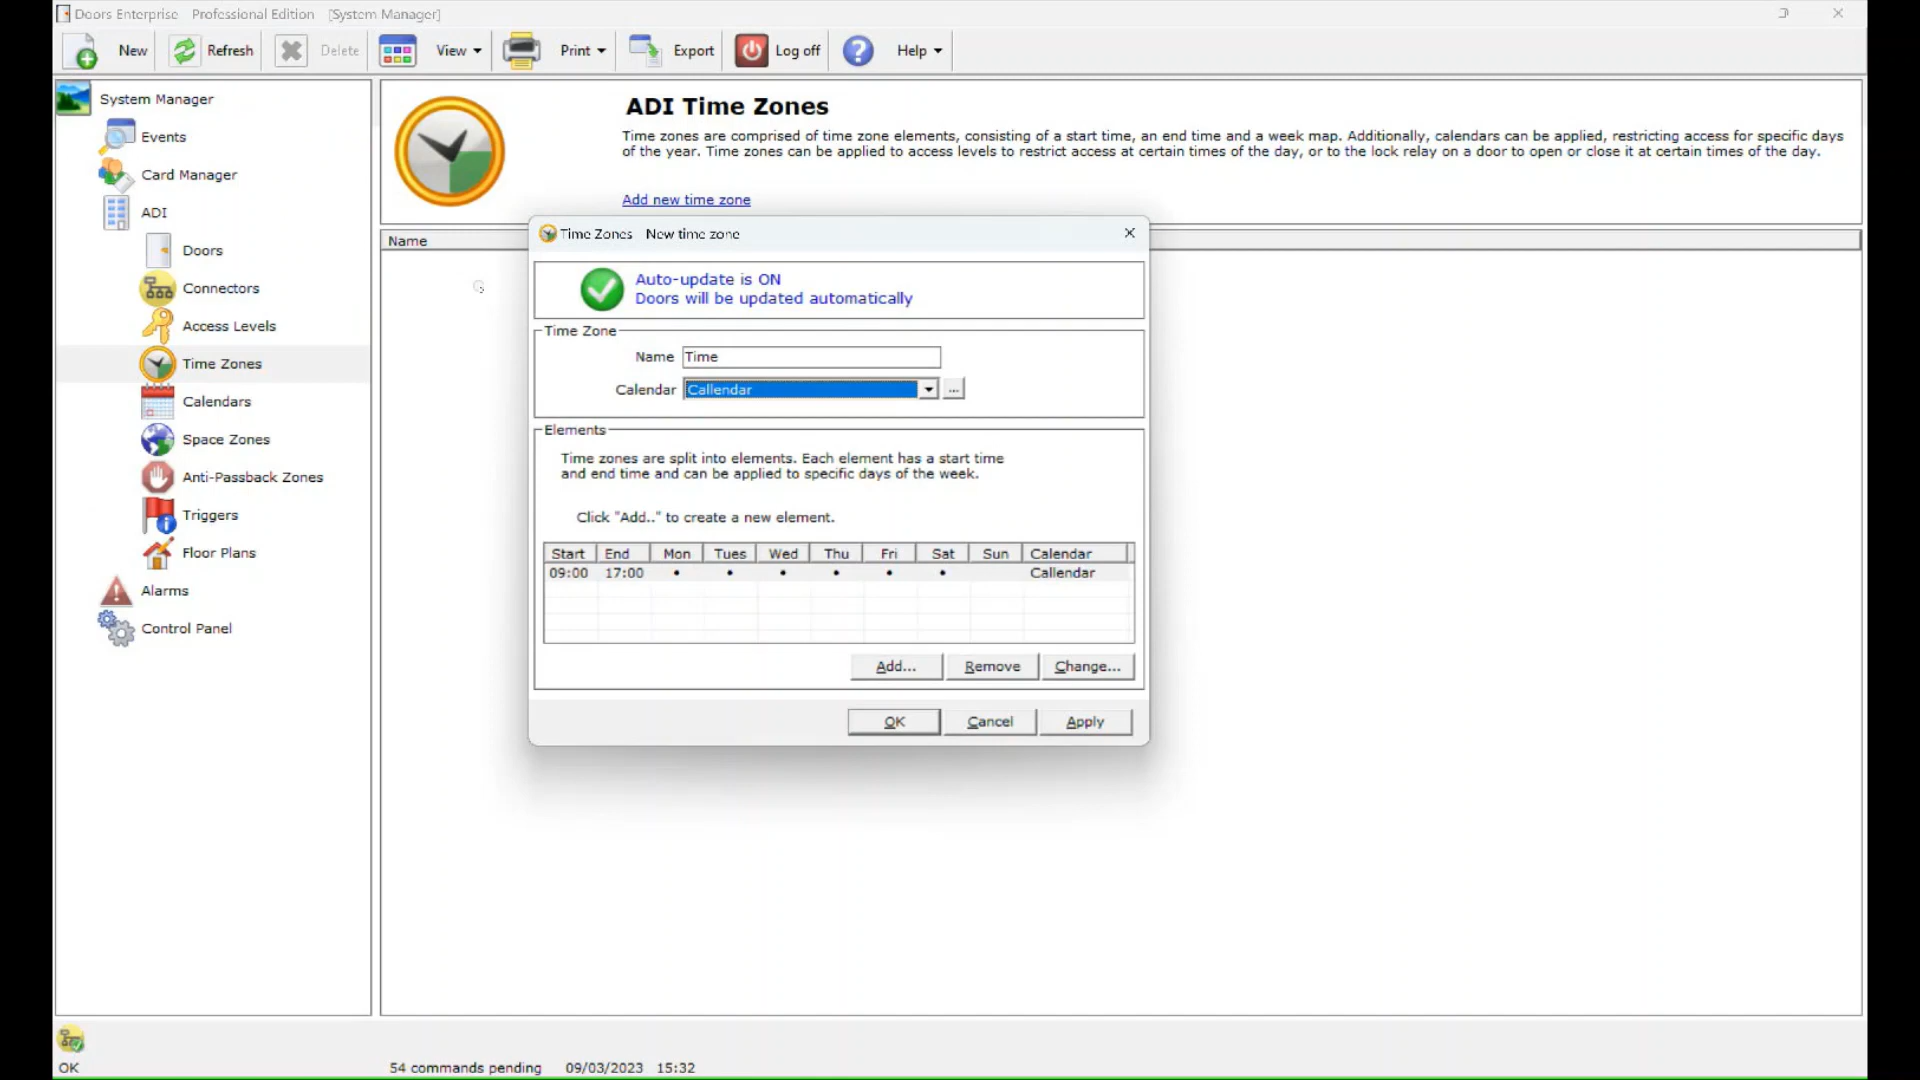 Doors Enterprise Professional Edition [System Manager]
New Refresh Delete View Print Export Log off Help
System Manager
Events
Card Manager
ADI
Doors
Connectors
Access Levels
Time Zones
Calendars
Space Zones
Anti-Passback Zones
Triggers
Floor Plans
Alarms
Control Panel
ADI Time Zones
Time zones are comprised of time zone elements, consisting of a start time, an end time and a week map. Additionally, calendars can be applied, restricting access for specific days
of the year. Time zones can be applied to access levels to restrict access at certain times of the day, or to the lock relay on a door to open or close it at certain times of the day.
Add new time zone
Name
Time Zones New time zone
Auto-update is ON
Doors will be updated automatically
Time Zone
Name Time
Calendar Callendar ...
Elements
Time zones are split into elements. Each element has a start time
and end time and can be applied to specific days of the week.
Click "Add.." to create a new element.
Start End Mon Tues Wed Thu Fri Sat Sun Calendar
09:00 17:00 • • • • • • Callendar
Add... Remove Change...
OK Cancel Apply
OK 54 commands pending 09/03/2023 15:32